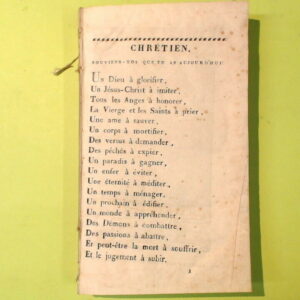 CHRÉTIEN,
SOUVIENS-TOI QUE TU AS AUJOURD'HUI
Un Dieu à glorifier,
Un Jésus-Christ à imiter,
Tous les Anges à honorer,
La Vierge et les Saints à prier,
Une ame à sauver,
Un corps à mortifier,
Des vertus à demander,
Des péchés à expier,
Un paradis à gagner,
Un enfer à éviter,
Une éternité à méditer,
Un temps à ménager,
Un prochain à édifier,
Un monde à appréhender,
Des Démons à combattre,
Des passions à abattre,
Et peut-être la mort à souffrir,
Et le jugement à subir.